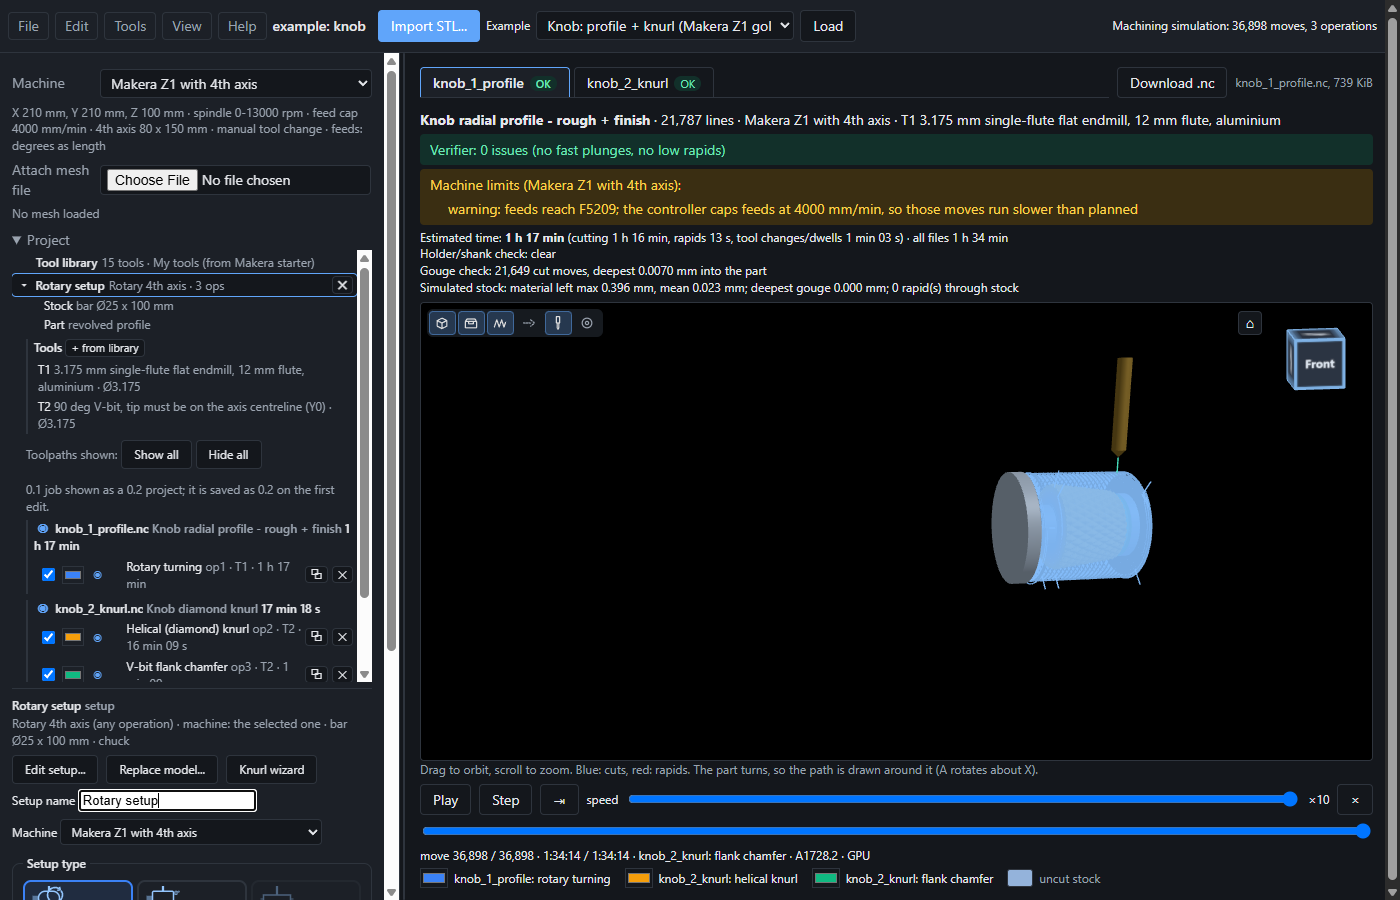 File
Edit
Tools
View
Help
example: knob
Import STL...
Example
Knob: profile + knurl (Makera Z1 gol
Load
Machining simulation: 36,898 moves, 3 operations
Machine
Makera Z1 with 4th axis
X 210 mm, Y 210 mm, Z 100 mm · spindle 0-13000 rpm · feed cap
4000 mm/min · 4th axis 80 x 150 mm · manual tool change · feeds:
degrees as length
Attach mesh
file
Choose File
No file chosen
No mesh loaded
Project
Tool library 15 tools · My tools (from Makera starter)
Rotary setup Rotary 4th axis · 3 ops
Stock bar Ø25 x 100 mm
Part revolved profile
Tools
+ from library
T1 3.175 mm single-flute flat endmill, 12 mm flute,
aluminium · Ø3.175
T2 90 deg V-bit, tip must be on the axis centreline (Y0) ·
Ø3.175
Toolpaths shown:
Show all
Hide all
0.1 job shown as a 0.2 project; it is saved as 0.2 on the first
edit.
knob_1_profile.nc Knob radial profile - rough + finish 1
h 17 min
Rotary turning op1 · T1 · 1 h 17
min
knob_2_knurl.nc Knob diamond knurl 17 min 18 s
Helical (diamond) knurl op2 · T2 ·
16 min 09 s
V-bit flank chamfer op3 · T2 · 1
Rotary setup setup
Rotary 4th axis (any operation) · machine: the selected one · bar
Ø25 x 100 mm · chuck
Edit setup...
Replace model...
Knurl wizard
Setup name
Rotary setup
Machine
Makera Z1 with 4th axis
Setup type
knob_1_profile OK
knob_2_knurl OK
Download .nc
knob_1_profile.nc, 739 KiB
Knob radial profile - rough + finish · 21,787 lines · Makera Z1 with 4th axis · T1 3.175 mm single-flute flat endmill, 12 mm flute, aluminium
Verifier: 0 issues (no fast plunges, no low rapids)
Machine limits (Makera Z1 with 4th axis):
warning: feeds reach F5209; the controller caps feeds at 4000 mm/min, so those moves run slower than planned
Estimated time: 1 h 17 min (cutting 1 h 16 min, rapids 13 s, tool changes/dwells 1 min 03 s) · all files 1 h 34 min
Holder/shank check: clear
Gouge check: 21,649 cut moves, deepest 0.0070 mm into the part
Simulated stock: material left max 0.396 mm, mean 0.023 mm; deepest gouge 0.000 mm; 0 rapid(s) through stock
Front
Drag to orbit, scroll to zoom. Blue: cuts, red: rapids. The part turns, so the path is drawn around it (A rotates about X).
Play
Step
speed
×10
move 36,898 / 36,898 · 1:34:14 / 1:34:14 · knob_2_knurl: flank chamfer · A1728.2 · GPU
knob_1_profile: rotary turning
knob_2_knurl: helical knurl
knob_2_knurl: flank chamfer
uncut stock